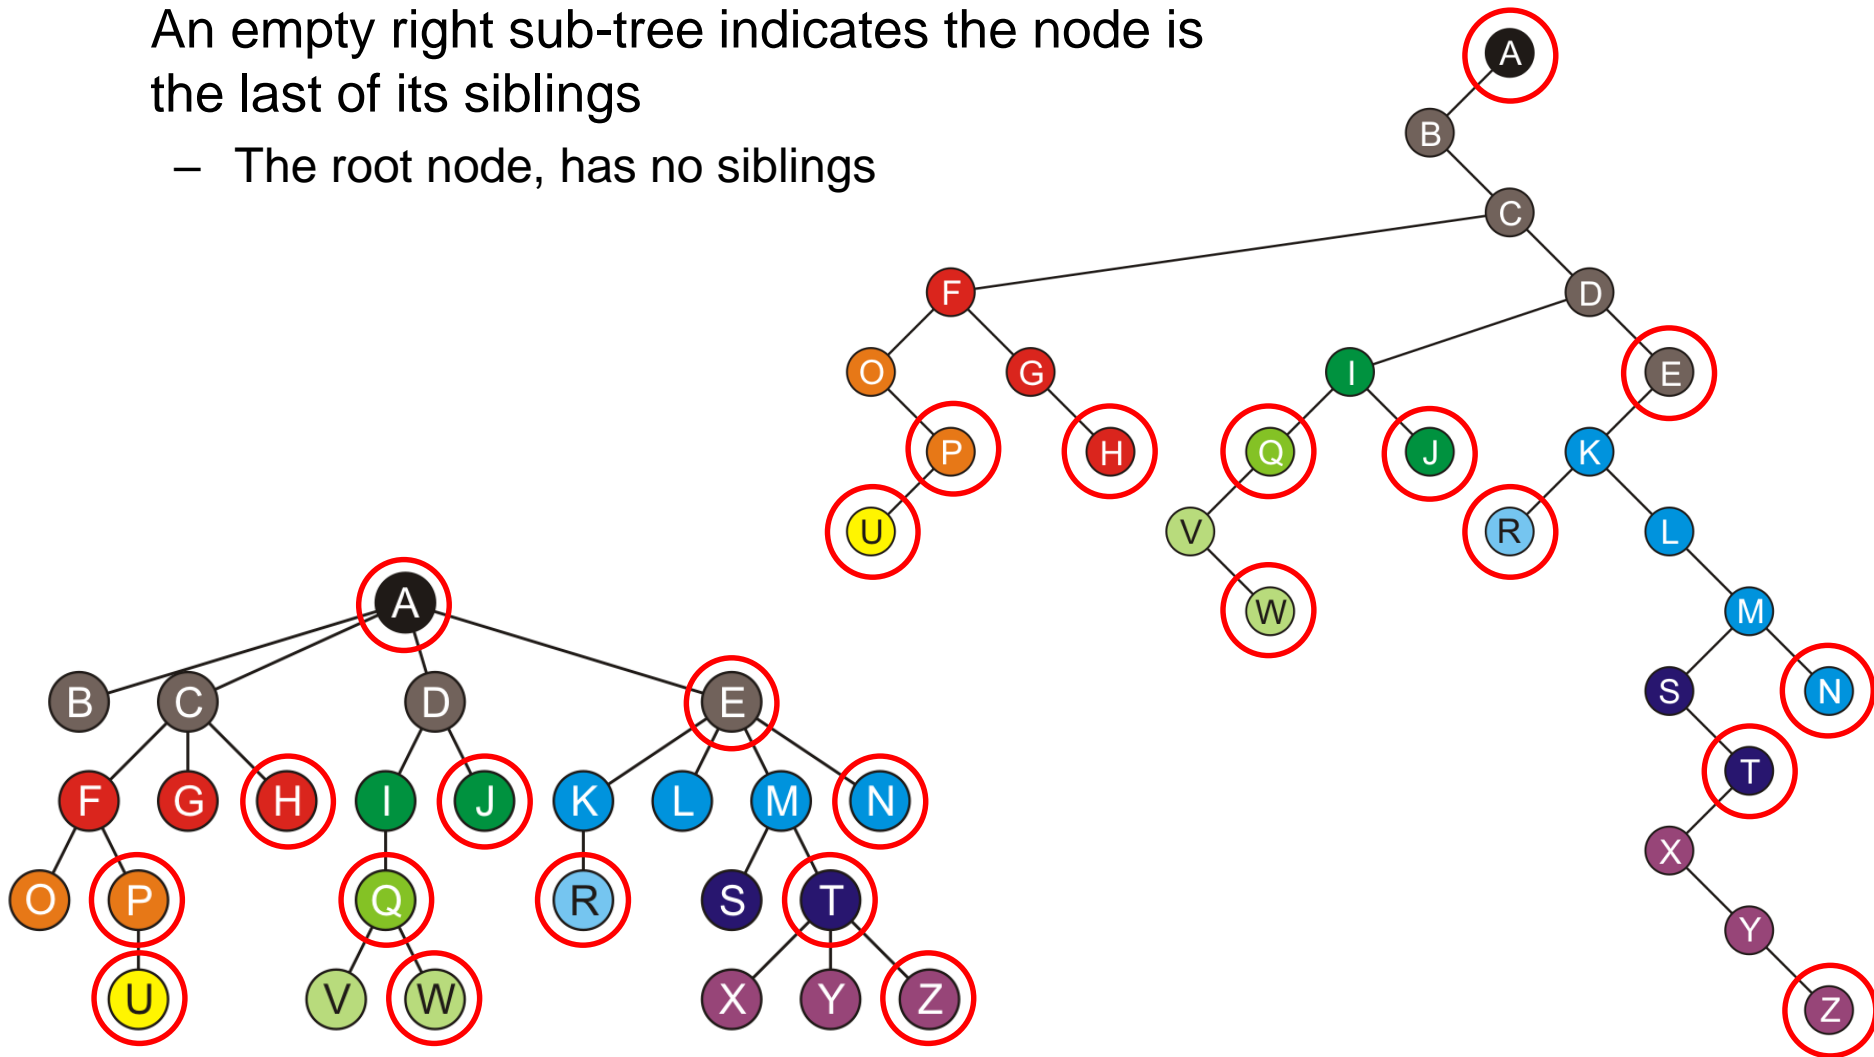 An empty right sub-tree indicates the node is
the last of its siblings
– The root node, has no siblings
A
B
C
F D
O G I E
P H Q J K
U V R L
W M
S N
T
X
Y
Z
A
B C D E
F G H I J K L M N
O P Q R S T
U V W X Y Z